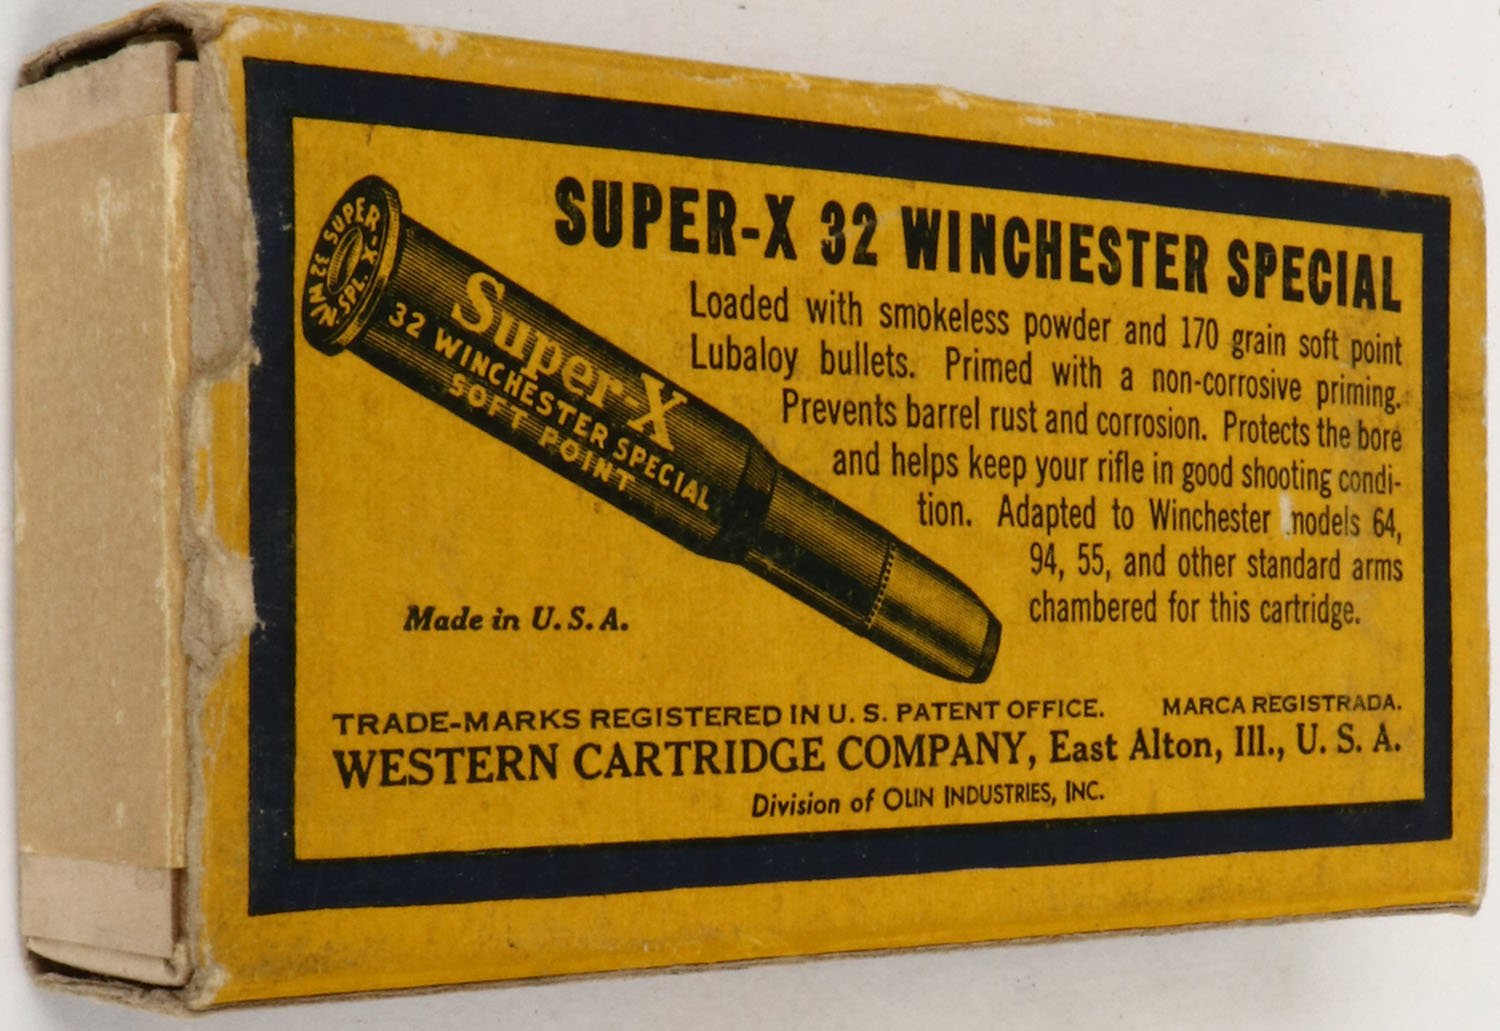 SUPER-X 32 WINCHESTER SPECIAL
Loaded with smokeless powder and 170 grain soft point
Lubaloy bullets. Primed with a non-corrosive priming.
Prevents barrel rust and corrosion. Protects the bore
and helps keep your rifle in good shooting condi-
tion. Adapted to Winchester models 64,
94, 55, and other standard arms
chambered for this cartridge.
SUPER-X
32 WIN. SPL.
Super-X
32 WINCHESTER SPECIAL
SOFT POINT
Made in U.S.A.
TRADE-MARKS REGISTERED IN U. S. PATENT OFFICE. MARCA REGISTRADA.
WESTERN CARTRIDGE COMPANY, East Alton, Ill., U. S. A.
Division of OLIN INDUSTRIES, INC.